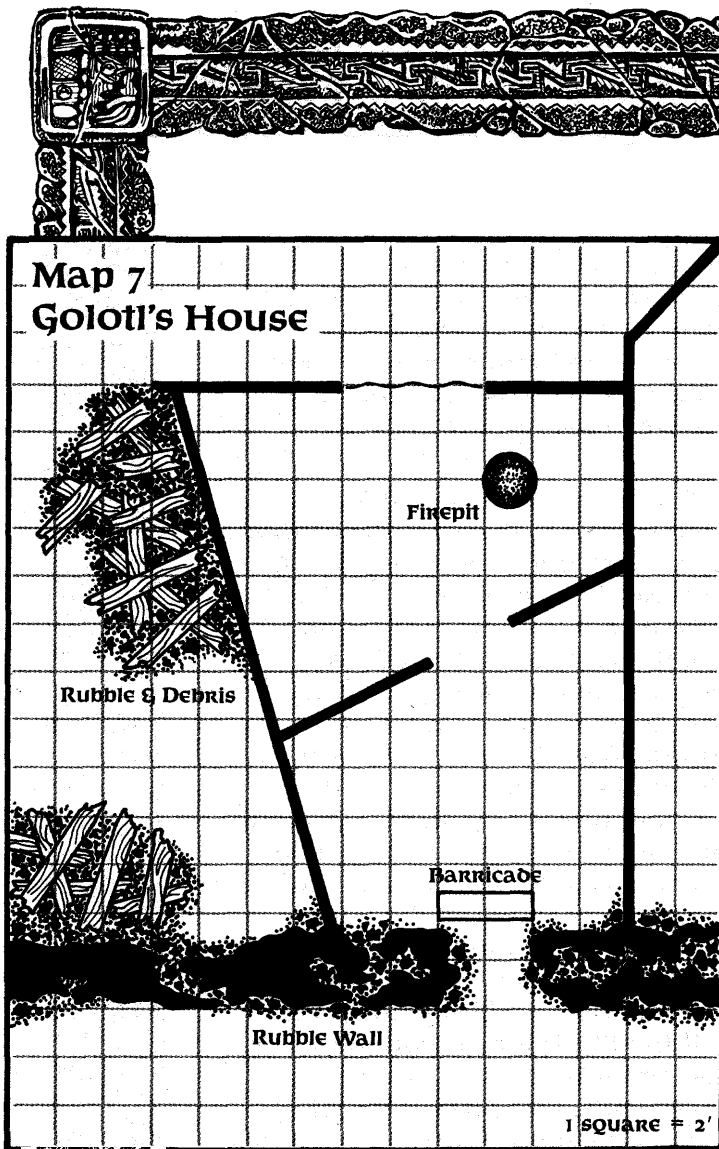 Map 7
Golotl's House
Firepit
Rubble & Debris
Barricade
Rubble Wall
1 SQUARE = 2'